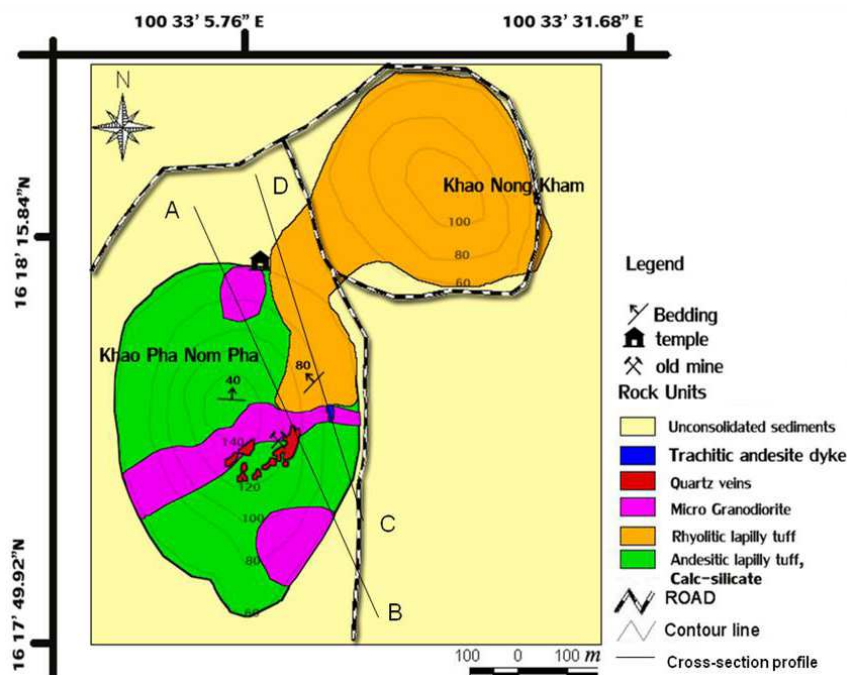 100 33' 5.76" E
100 33' 31.68" E
16 18' 15.84"N
16 17' 49.92"N
N
A
D
Khao Nong Kham
100
80
60
Khao Pha Nom Pha
80
40
140
120
100
80
60
C
B
Legend
Bedding
temple
old mine
Rock Units
Unconsolidated sediments
Trachitic andesite dyke
Quartz veins
Micro Granodiorite
Rhyolitic lapilly tuff
Andesitic lapilly tuff,
Calc-silicate
ROAD
Contour line
Cross-section profile
100 0 100 m